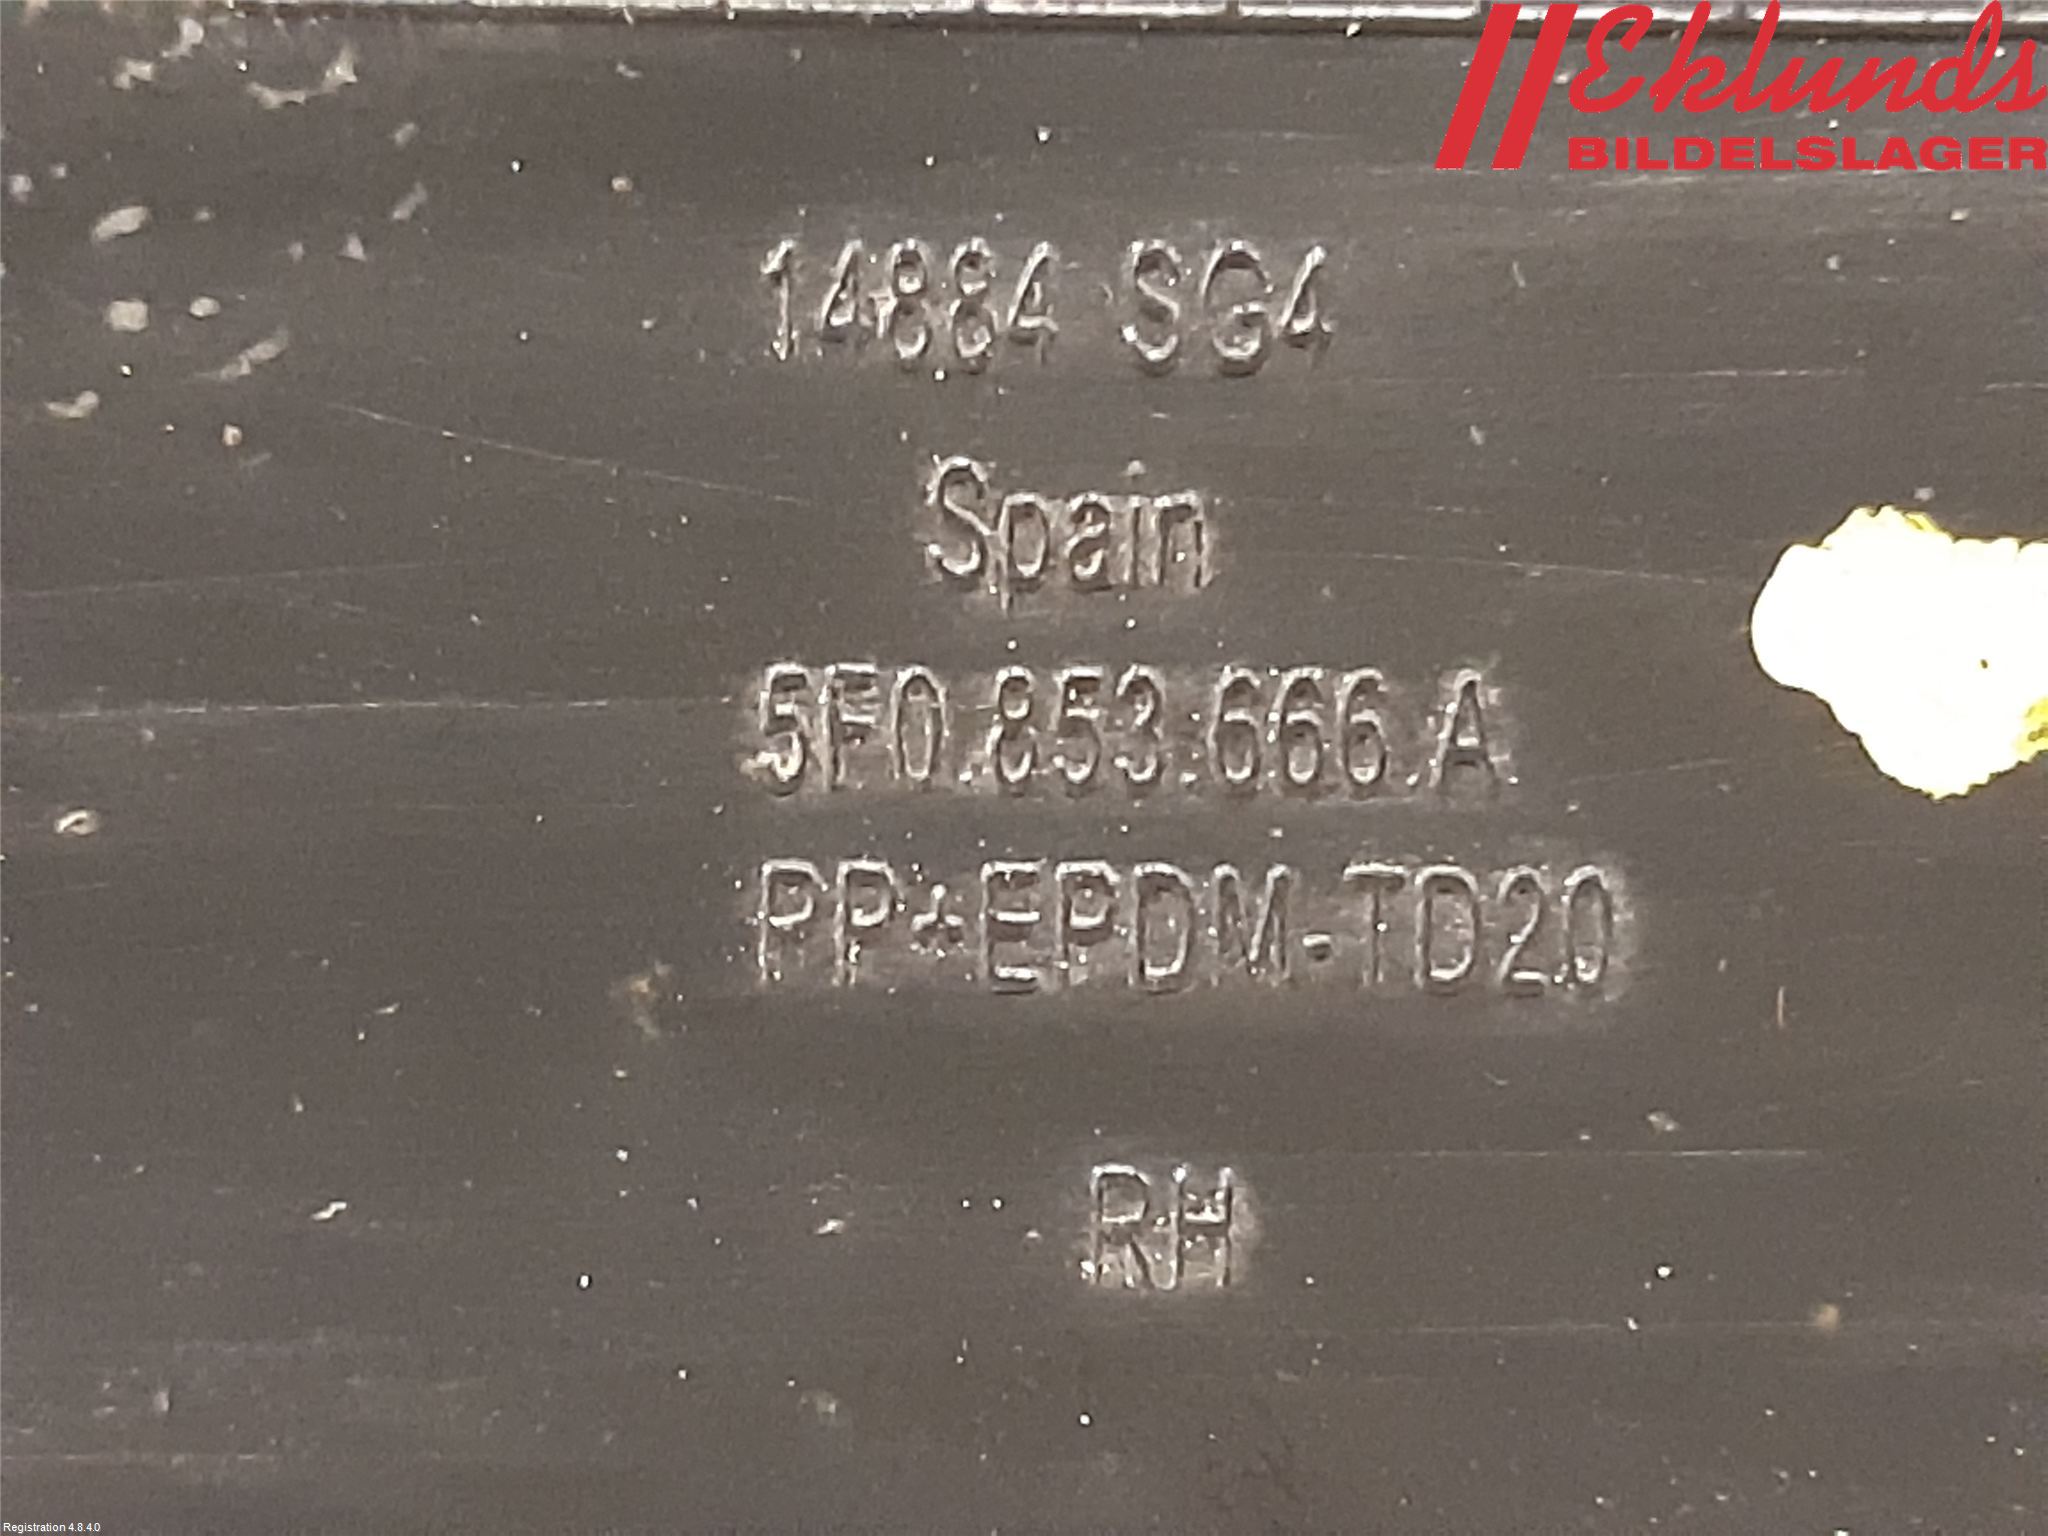 Eklunds
BILDELSLAGER
14884 SG4
Spain
5F0.853.666.A
PP+EPDM-TD20
RH
Registration 4.8.4.0